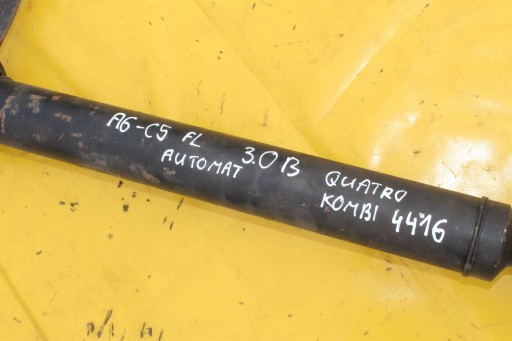 A6-C5 FL 3.0B QUATRO
AUTOMAT KOMBI 4416